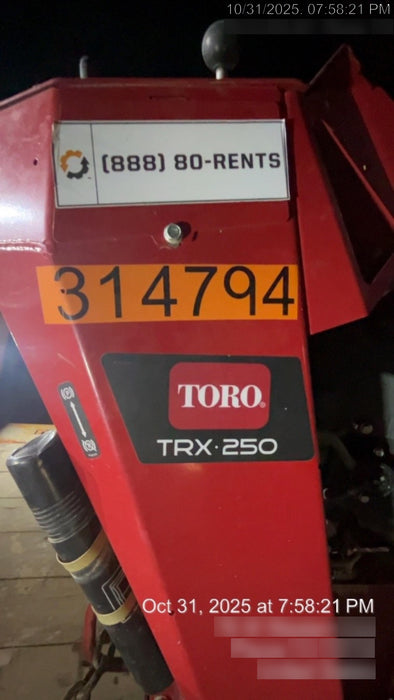 10/31/2025. 07:58:21 PM
(888) 80-RENTS
314794
TORO®
TRX·250
Oct 31, 2025 at 7:58:21 PM